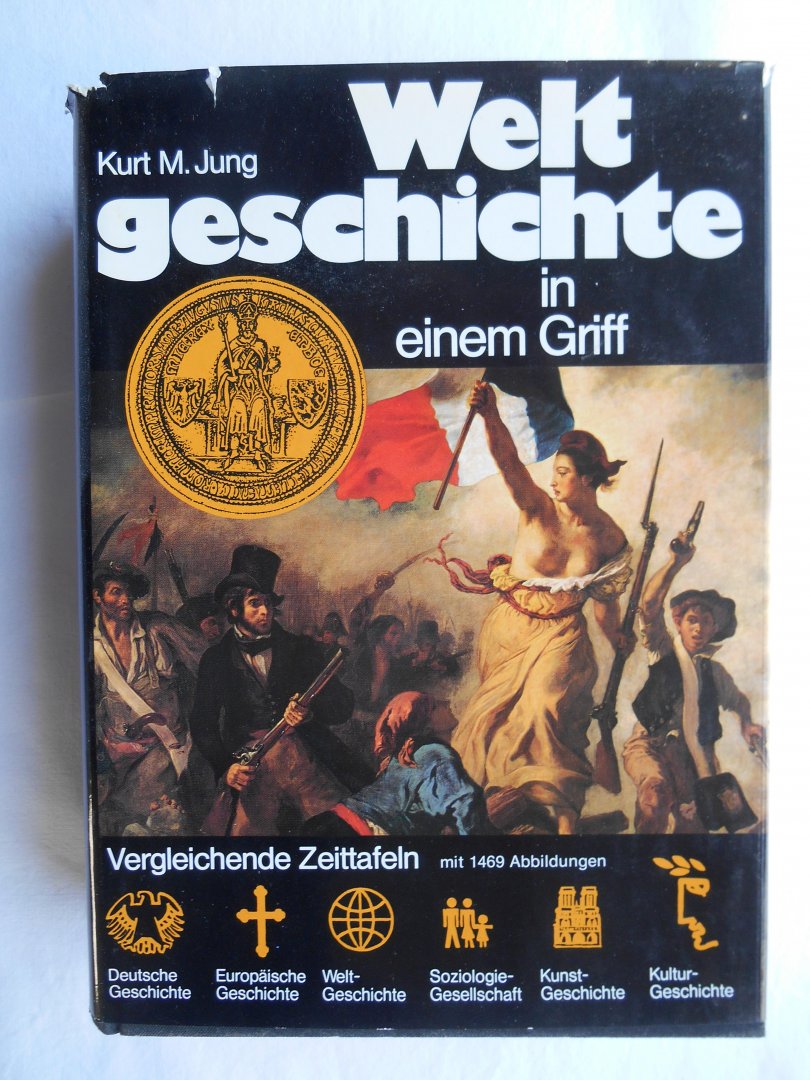 Kurt M. Jung
Welt
geschichte
in
einem Griff
Vergleichende Zeittafeln mit 1469 Abbildungen
Deutsche
Geschichte
Europäische
Geschichte
Welt-
Geschichte
Soziologie-
Gesellschaft
Kunst-
Geschichte
Kultur-
Geschichte